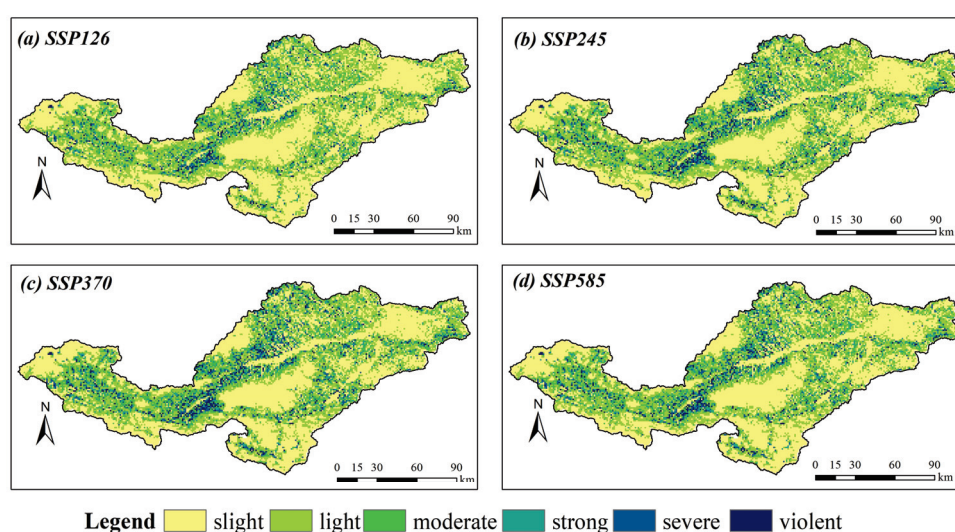 (a) SSP126
N
0 15 30 60 90
km
(b) SSP245
N
0 15 30 60 90
km
(c) SSP370
N
0 15 30 60 90
km
(d) SSP585
N
0 15 30 60 90
km
Legend slight light moderate strong severe violent